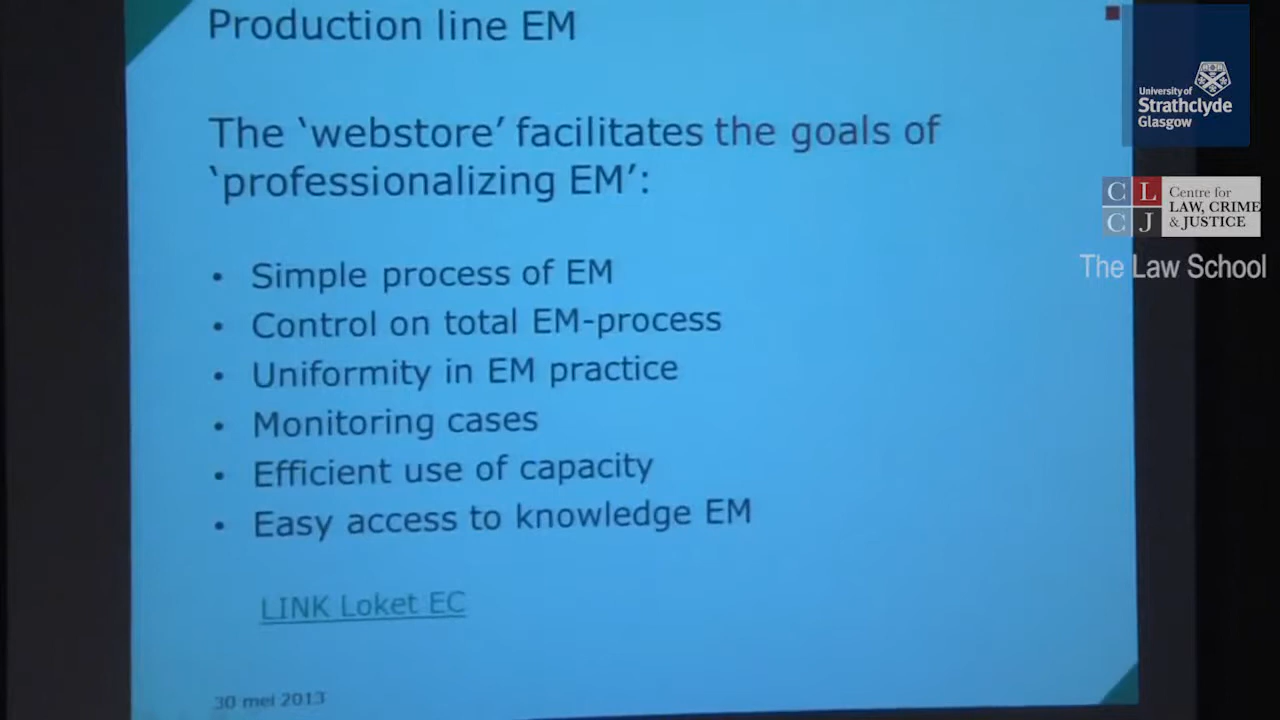 Production line EM
The ‘webstore’ facilitates the goals of
‘professionalizing EM’:
• Simple process of EM
• Control on total EM-process
• Uniformity in EM practice
• Monitoring cases
• Efficient use of capacity
• Easy access to knowledge EM
LINK Loket EC
30 mei 2013
University of
Strathclyde
Glasgow
C L
C J
Centre for
LAW, CRIME
& JUSTICE
The Law School